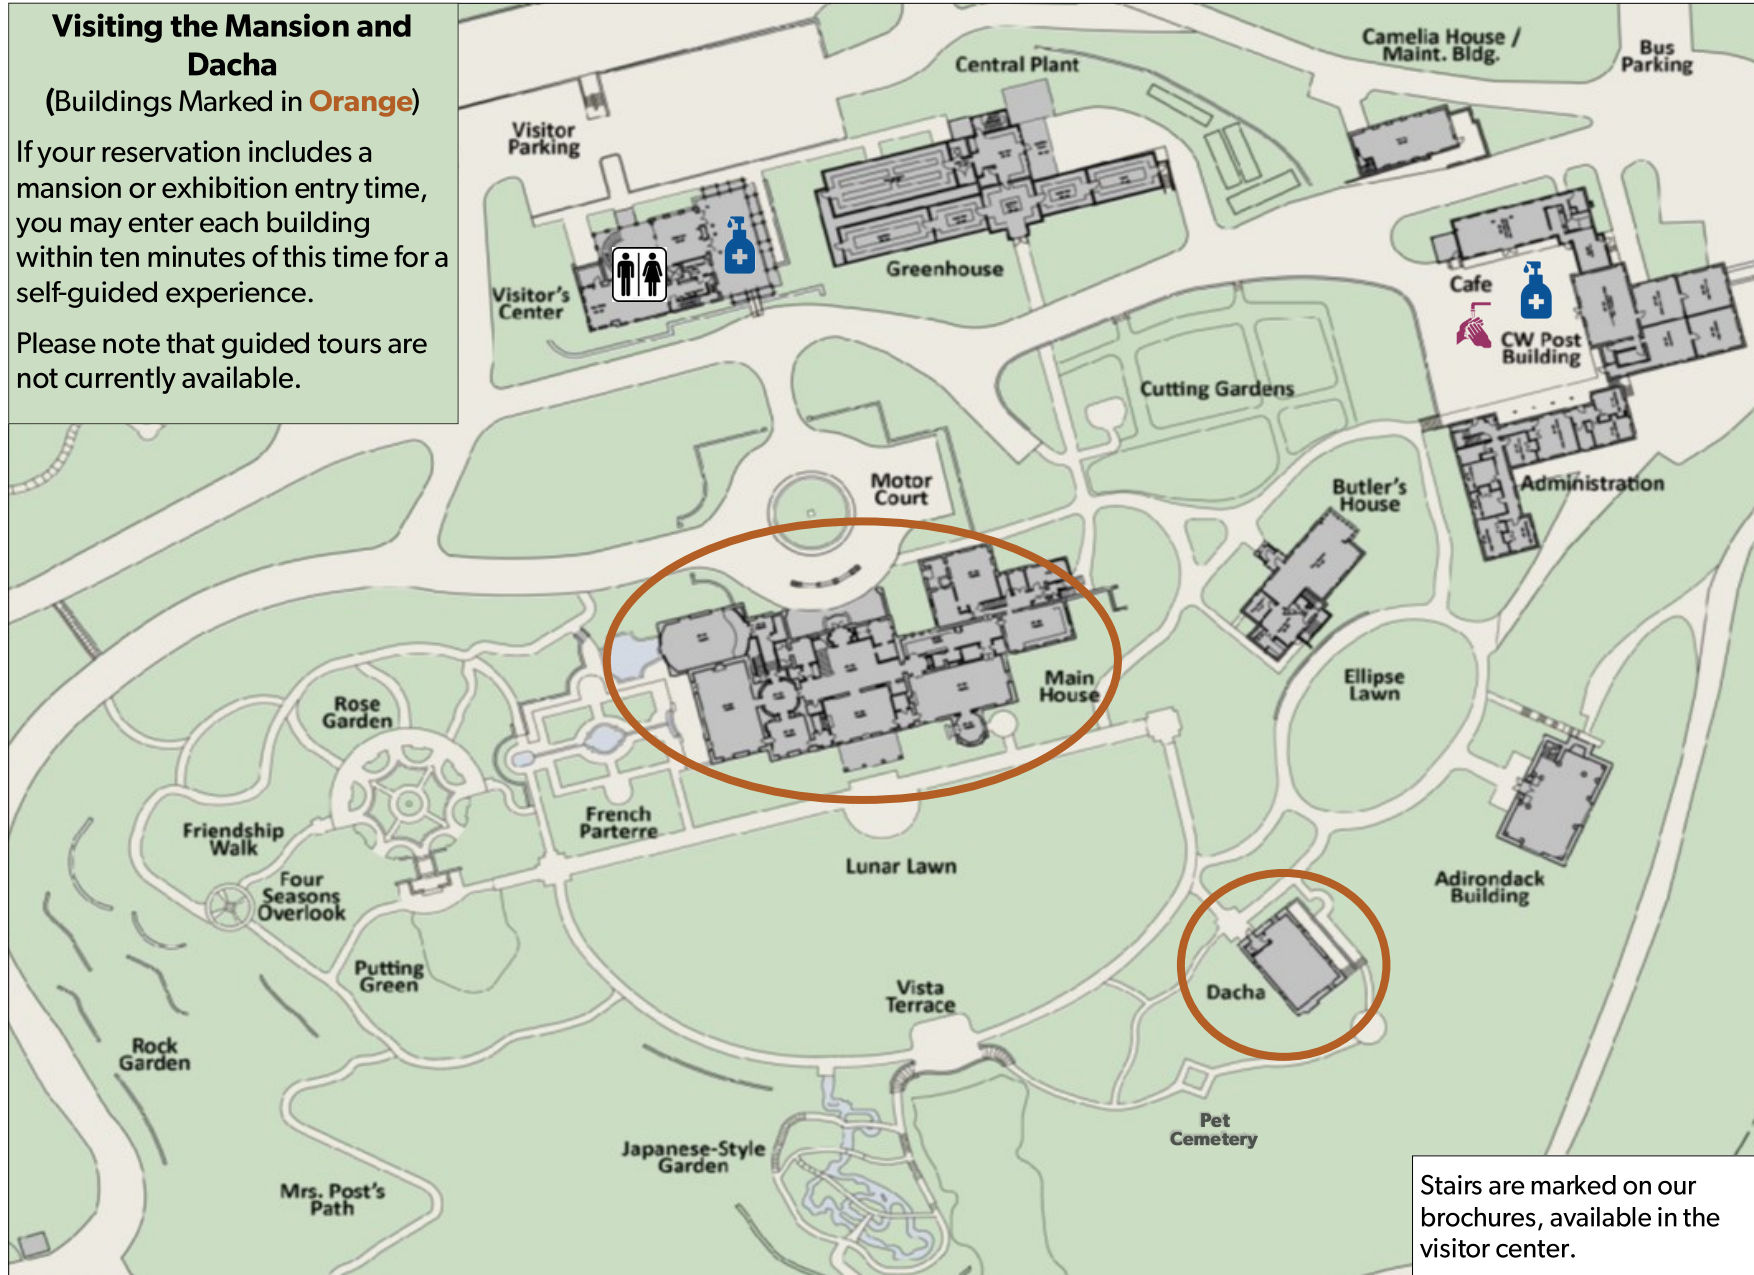 Visiting the Mansion and
Dacha
(Buildings Marked in Orange)
If your reservation includes a
mansion or exhibition entry time,
you may enter each building
within ten minutes of this time for a
self-guided experience.
Please note that guided tours are
not currently available.
Central Plant
Camelia House /
Maint. Bldg.
Bus
Parking
Visitor
Parking
Greenhouse
Visitor's
Center
Cafe
CW Post
Building
Cutting Gardens
Motor
Court
Butler's
House
Administration
Main
House
Ellipse
Lawn
Rose
Garden
French
Parterre
Friendship
Walk
Four
Seasons
Overlook
Lunar Lawn
Adirondack
Building
Putting
Green
Vista
Terrace
Dacha
Rock
Garden
Pet
Cemetery
Japanese-Style
Garden
Mrs. Post's
Path
Stairs are marked on our
brochures, available in the
visitor center.